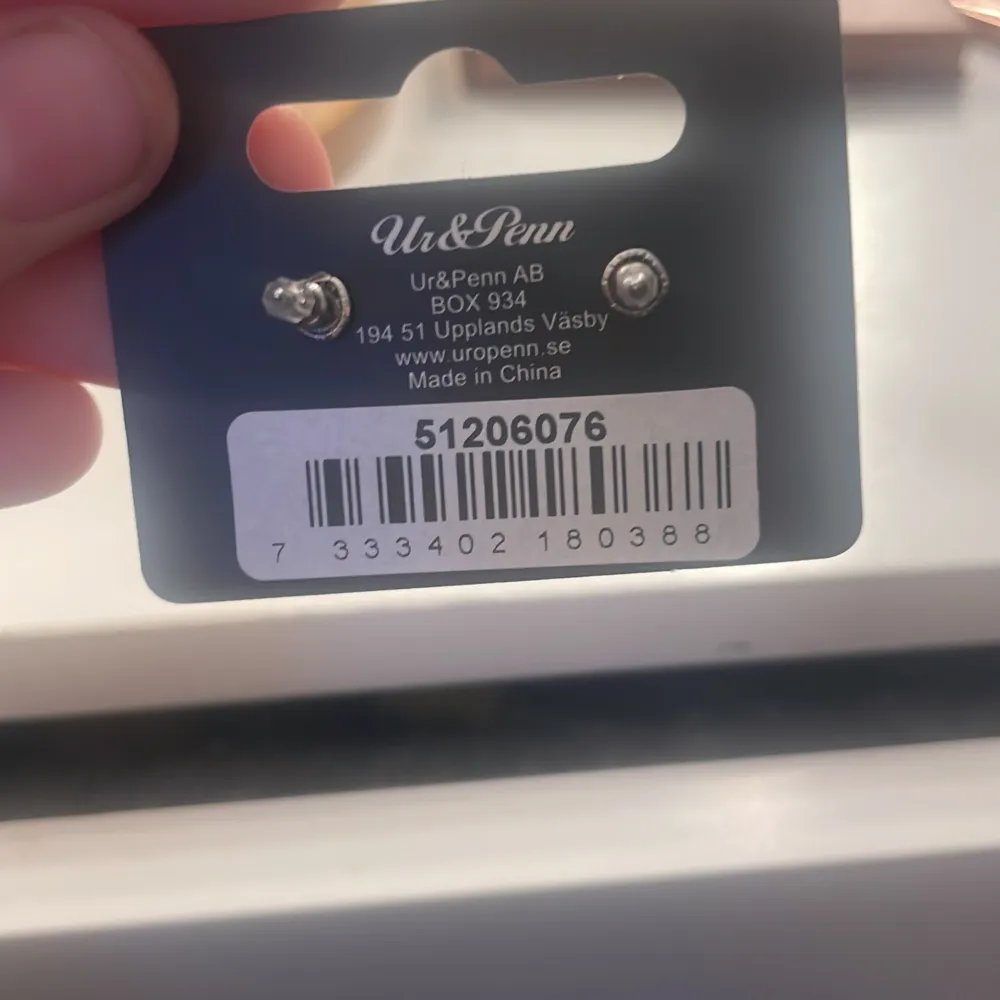 Ur&Penn
Ur&Penn AB
BOX 934
194 51 Upplands Väsby
www.uropenn.se
Made in China
51206076
7 333402 180388